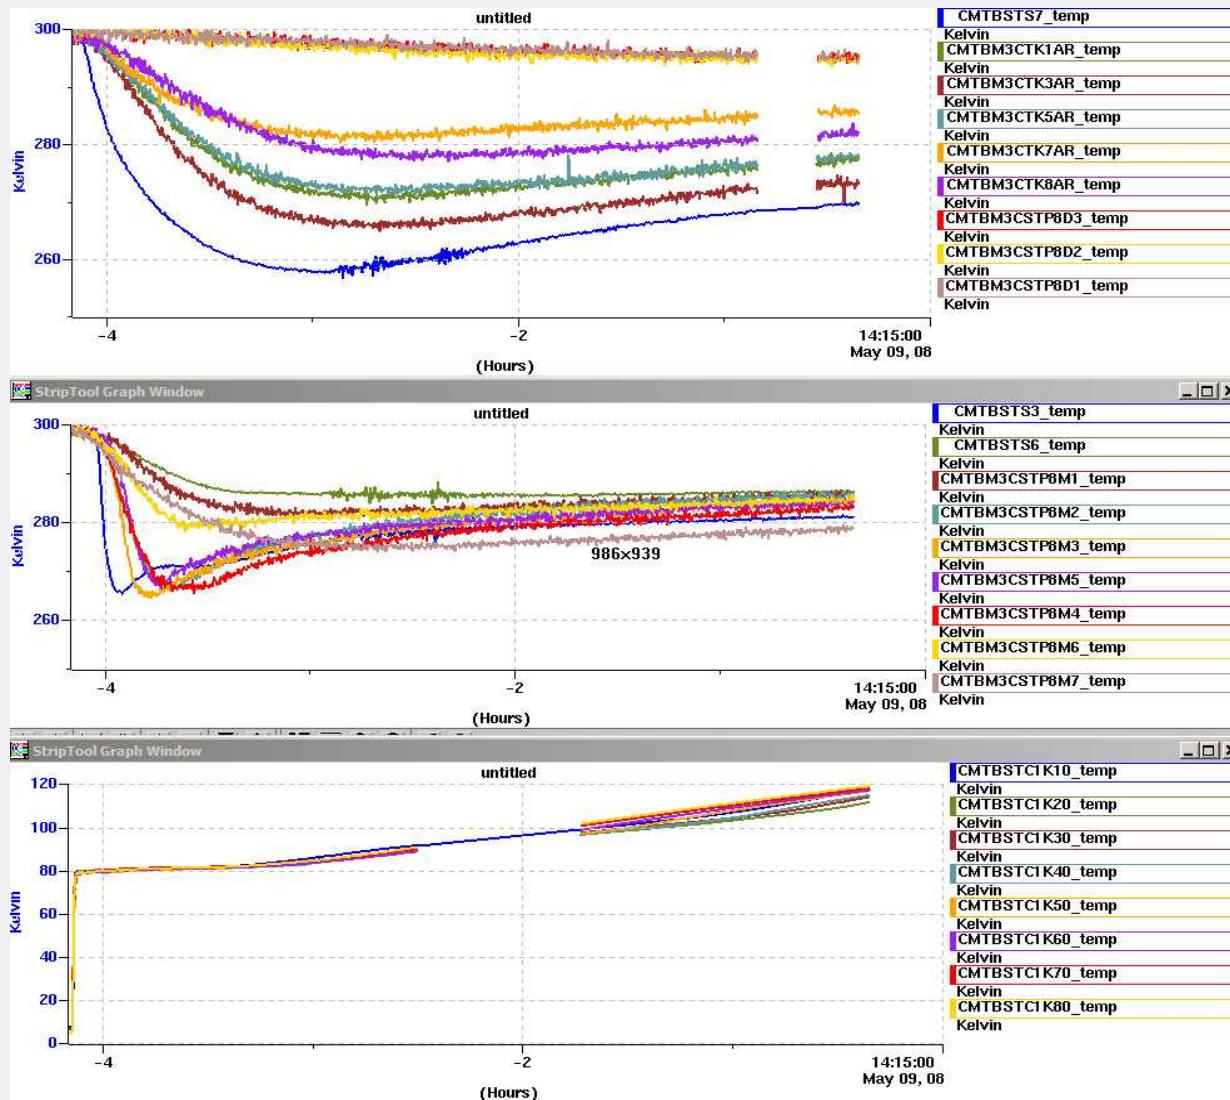 untitled
300
280
260
Kelvin
-4
-2
14:15:00
May 09, 08
(Hours)
CMTBSTS7_temp
Kelvin
CMTBM3CTK1AR_temp
Kelvin
CMTBM3CTK3AR_temp
Kelvin
CMTBM3CTK5AR_temp
Kelvin
CMTBM3CTK7AR_temp
Kelvin
CMTBM3CTK8AR_temp
Kelvin
CMTBM3CSTP8D3_temp
Kelvin
CMTBM3CSTP8D2_temp
Kelvin
CMTBM3CSTP8D1_temp
Kelvin
StripTool Graph Window
untitled
300
280
260
Kelvin
986×939
-4
-2
14:15:00
May 09, 08
(Hours)
CMTBSTS3_temp
Kelvin
CMTBSTS6_temp
Kelvin
CMTBM3CSTP8M1_temp
Kelvin
CMTBM3CSTP8M2_temp
Kelvin
CMTBM3CSTP8M3_temp
Kelvin
CMTBM3CSTP8M5_temp
Kelvin
CMTBM3CSTP8M4_temp
Kelvin
CMTBM3CSTP8M6_temp
Kelvin
CMTBM3CSTP8M7_temp
Kelvin
StripTool Graph Window
untitled
120
100
80
60
40
20
0
Kelvin
-4
-2
14:15:00
May 09, 08
(Hours)
CMTBSTC1K10_temp
Kelvin
CMTBSTC1K20_temp
Kelvin
CMTBSTC1K30_temp
Kelvin
CMTBSTC1K40_temp
Kelvin
CMTBSTC1K50_temp
Kelvin
CMTBSTC1K60_temp
Kelvin
CMTBSTC1K70_temp
Kelvin
CMTBSTC1K80_temp
Kelvin